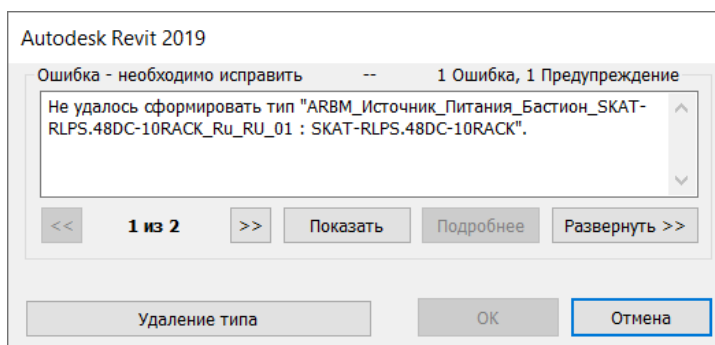 Autodesk Revit 2019
Ошибка - необходимо исправить -- 1 Ошибка, 1 Предупреждение
Не удалось сформировать тип "ARBM_Источник_Питания_Бастион_SKAT-
RLPS.48DC-10RACK_Ru_RU_01 : SKAT-RLPS.48DC-10RACK".
<< 1 из 2 >> Показать Подробнее Развернуть >>
Удаление типа OK Отмена